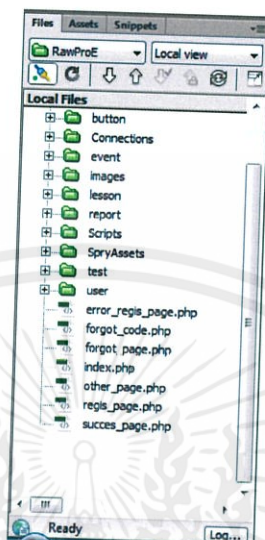 Files Assets Snippets
RawProE Local view
Local Files
button
Connections
event
images
lesson
report
Scripts
SpryAssets
test
user
error_regis_page.php
forgot_code.php
forgot_page.php
index.php
other_page.php
regis_page.php
succes_page.php
Ready Log...